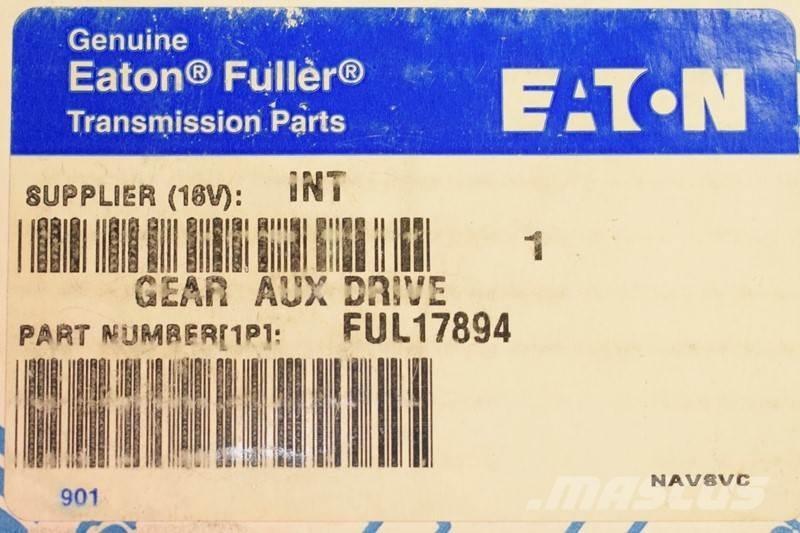 Genuine
Eaton® Fuller®
Transmission Parts
EATON
SUPPLIER (16V): INT
1
GEAR AUX DRIVE
PART NUMBER[1P]: FUL17894
901
NAVSVC
MASCUS